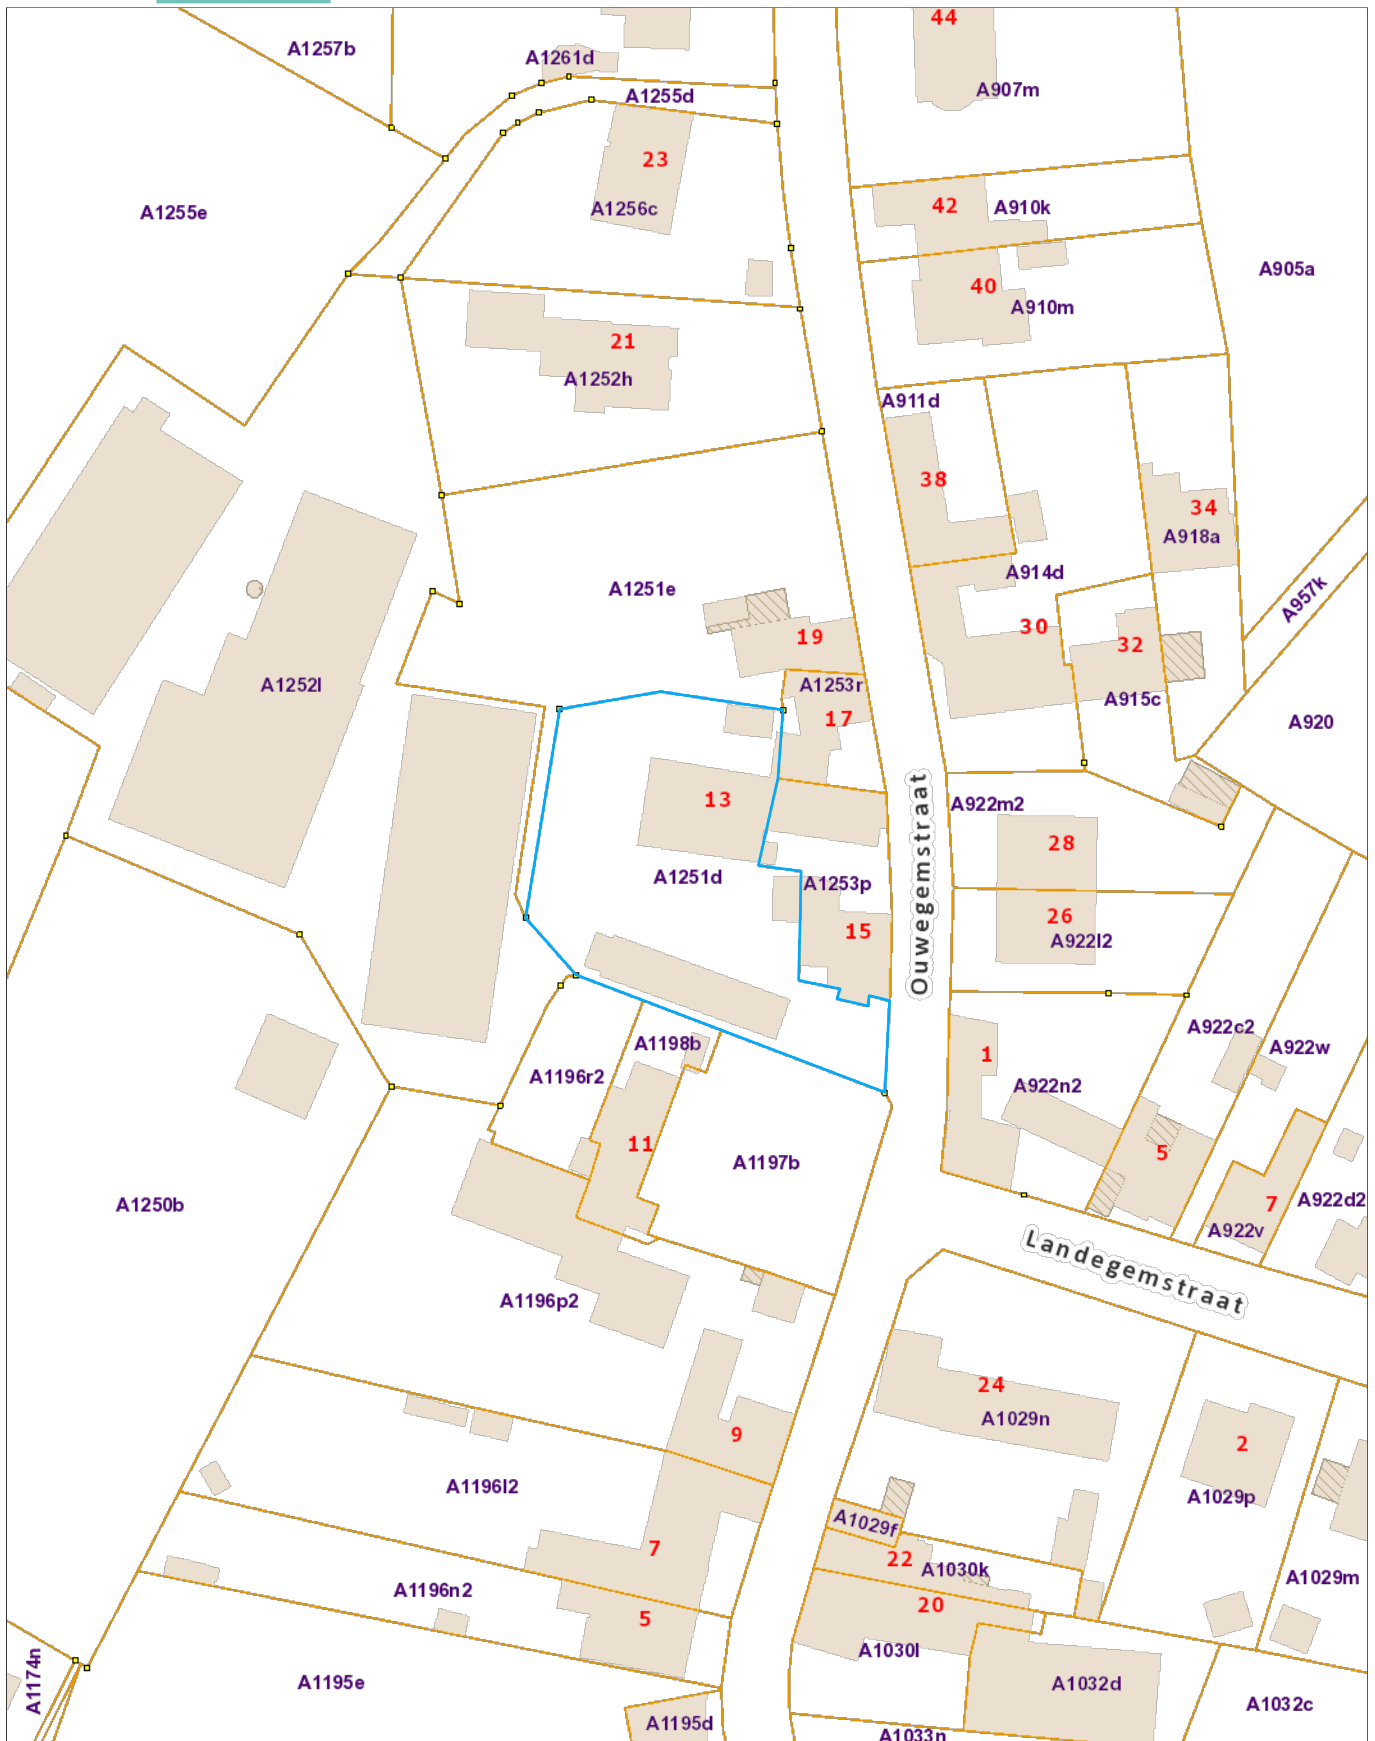 44
A1257b
A1261d
A907m
A1255d
23
A1255e
A1256c
42
A910k
A905a
40
A910m
21
A1252h
A911d
38
34
A918a
A914d
A1251e
A957k
30
19
32
A1252l
A1253r
A915c
17
A920
13
A922m2
Ouwegemstraat
28
A1251d
A1253p
26
15
A922l2
A922c2
A1198b
1
A922w
A1196r2
A922n2
11
5
A1197b
A1250b
7
A922d2
A922v
Landegemstraat
A1196p2
24
A1029n
9
2
A1196l2
A1029p
A1029f
7
22
A1030k
A1029m
A1196n2
20
5
A1030l
A1174n
A1195e
A1032d
A1032c
A1195d
A1033n